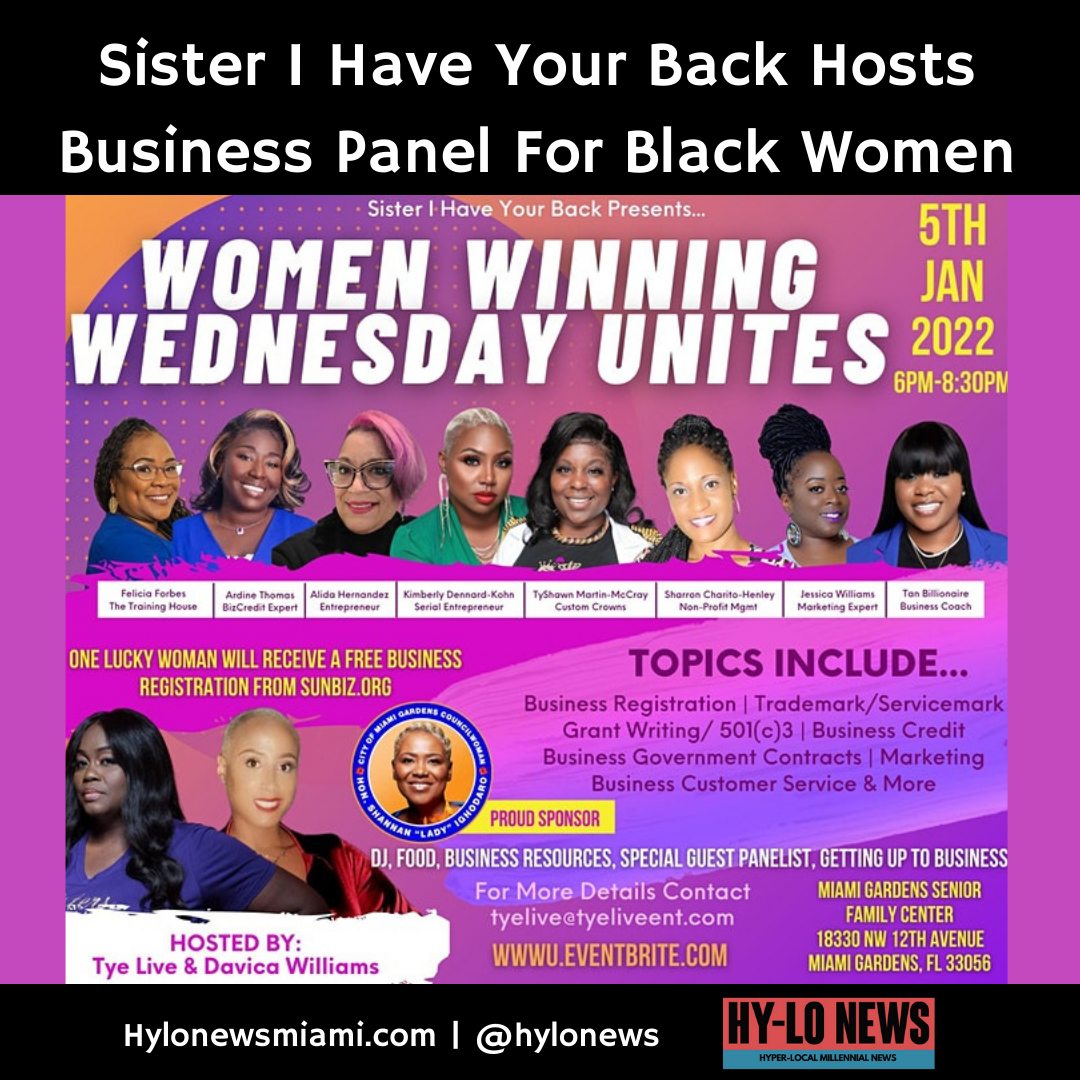 Sister I Have Your Back Hosts
Business Panel For Black Women
Sister I Have Your Back Presents...
WOMEN WINNING
WEDNESDAY UNITES
5TH
JAN
2022
6PM-8:30PM
Felicia Forbes
The Training House
Ardine Thomas
BizCredit Expert
Alida Hernandez
Entrepreneur
Kimberly Dennard-Kohn
Serial Entrepreneur
TyShawn Martin-McCray
Custom Crowns
Sharron Charito-Henley
Non-Profit Mgmt
Jessica Williams
Marketing Expert
Tan Billionaire
Business Coach
ONE LUCKY WOMAN WILL RECEIVE A FREE BUSINESS
REGISTRATION FROM SUNBIZ.ORG
TOPICS INCLUDE...
Business Registration | Trademark/Servicemark
Grant Writing/ 501(c)3 | Business Credit
Business Government Contracts | Marketing
Business Customer Service & More
CITY OF MIAMI GARDENS COUNCILWOMAN
HON. SHANNAN "LADY" IGHODARO
PROUD SPONSOR
DJ, FOOD, BUSINESS RESOURCES, SPECIAL GUEST PANELIST, GETTING UP TO BUSINESS
For More Details Contact
tyelive@tyeliveent.com
WWWU.EVENTBRITE.COM
MIAMI GARDENS SENIOR
FAMILY CENTER
18330 NW 12TH AVENUE
MIAMI GARDENS, FL 33056
HOSTED BY:
Tye Live & Davica Williams
Hylonewsmiami.com | @hylonews
HY-LO NEWS
HYPER-LOCAL MILLENNIAL NEWS